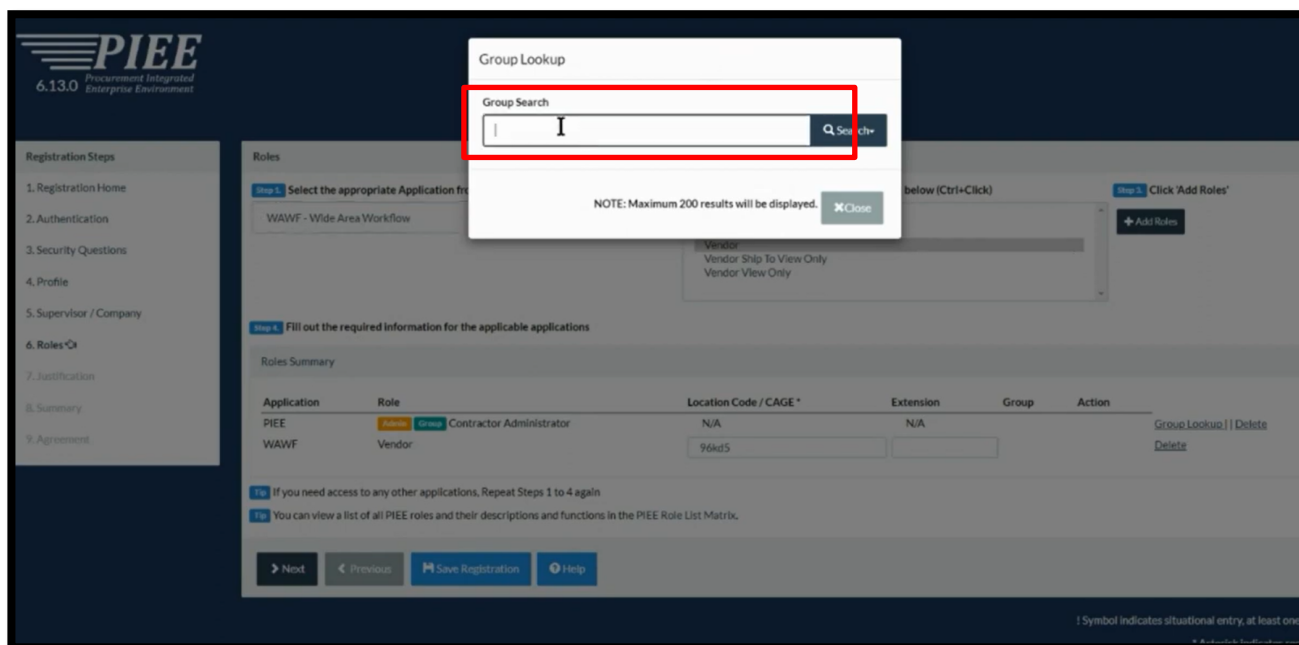 PIEE
6.13.0 Procurement Integrated
Enterprise Environment
Group Lookup
Group Search
Search
NOTE: Maximum 200 results will be displayed.
Close
Registration Steps
1. Registration Home
2. Authentication
3. Security Questions
4. Profile
5. Supervisor / Company
6. Roles
7. Justification
8. Summary
9. Agreement
Roles
Step 1. Select the appropriate Application fro
WAWF - Wide Area Workflow
below (Ctrl+Click)
Vendor
Vendor Ship To View Only
Vendor View Only
Step 3. Click 'Add Roles'
+ Add Roles
Step 4. Fill out the required information for the applicable applications
Roles Summary
Application Role Location Code / CAGE * Extension Group Action
PIEE Admin Group Contractor Administrator N/A N/A Group Lookup | | Delete
WAWF Vendor 96kd5 Delete
Tip If you need access to any other applications, Repeat Steps 1 to 4 again
Tip You can view a list of all PIEE roles and their descriptions and functions in the PIEE Role List Matrix.
Next Previous Save Registration Help
! Symbol indicates situational entry, at least one